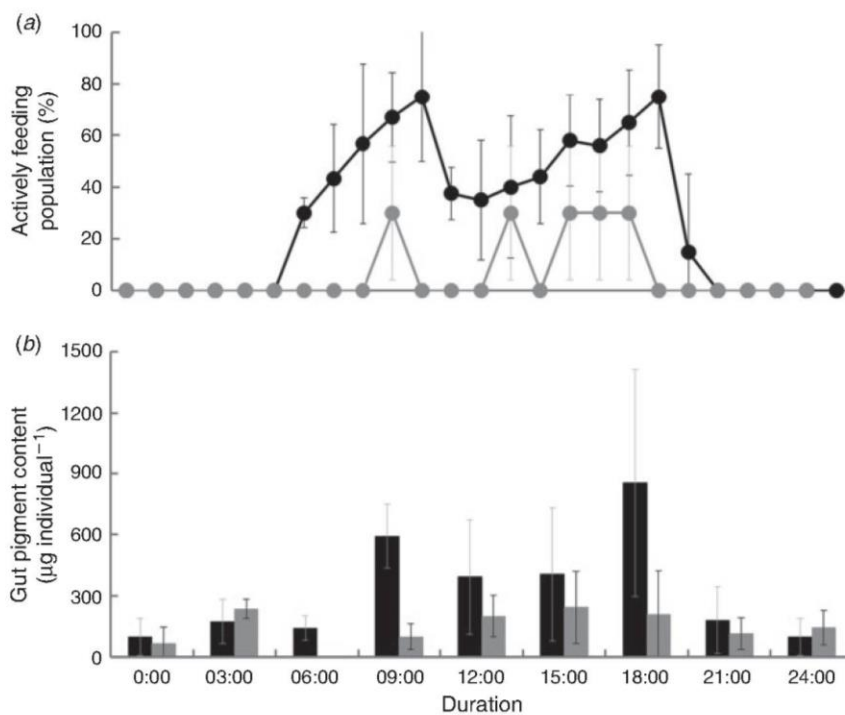 (a)
100
80
60
40
20
0
Actively feeding
population (%)
(b)
1500
1200
900
600
300
0
Gut pigment content
(µg individual−1)
0:00 03:00 06:00 09:00 12:00 15:00 18:00 21:00 24:00
Duration